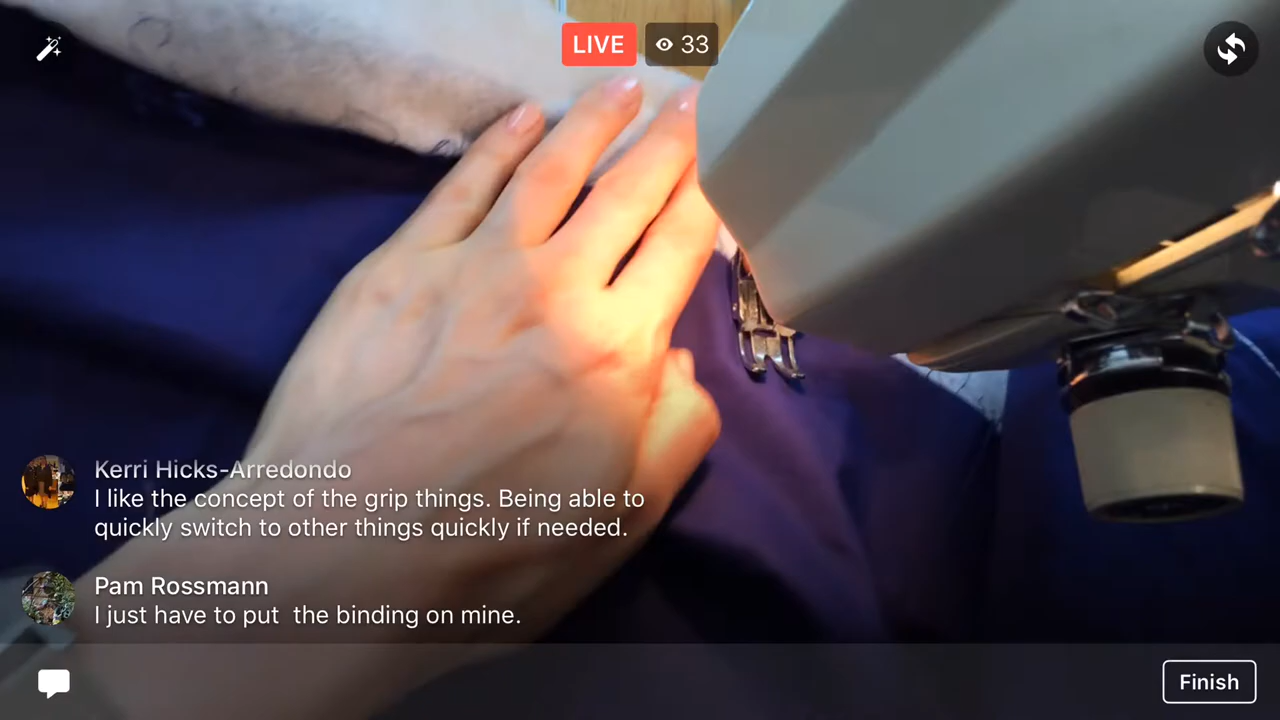 LIVE
33
Kerri Hicks-Arredondo
I like the concept of the grip things. Being able to
quickly switch to other things quickly if needed.
Pam Rossmann
I just have to put  the binding on mine.
Finish